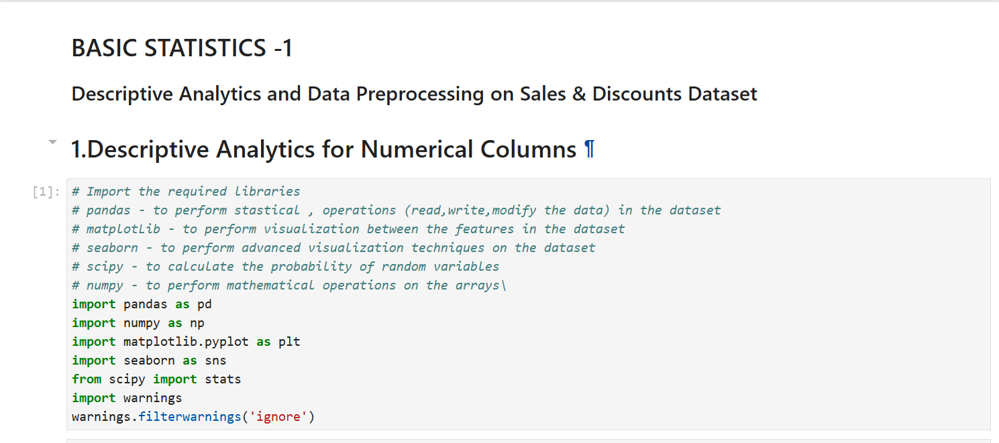 BASIC STATISTICS -1
Descriptive Analytics and Data Preprocessing on Sales & Discounts Dataset
1.Descriptive Analytics for Numerical Columns ¶
[1]:
# Import the required libraries
# pandas - to perform stastical , operations (read,write,modify the data) in the dataset
# matplotlib - to perform visualization between the features in the dataset
# seaborn - to perform advanced visualization techniques on the dataset
# scipy - to calculate the probability of random variables
# numpy - to perform mathematical operations on the arrays\
import pandas as pd
import numpy as np
import matplotlib.pyplot as plt
import seaborn as sns
from scipy import stats
import warnings
warnings.filterwarnings('ignore')